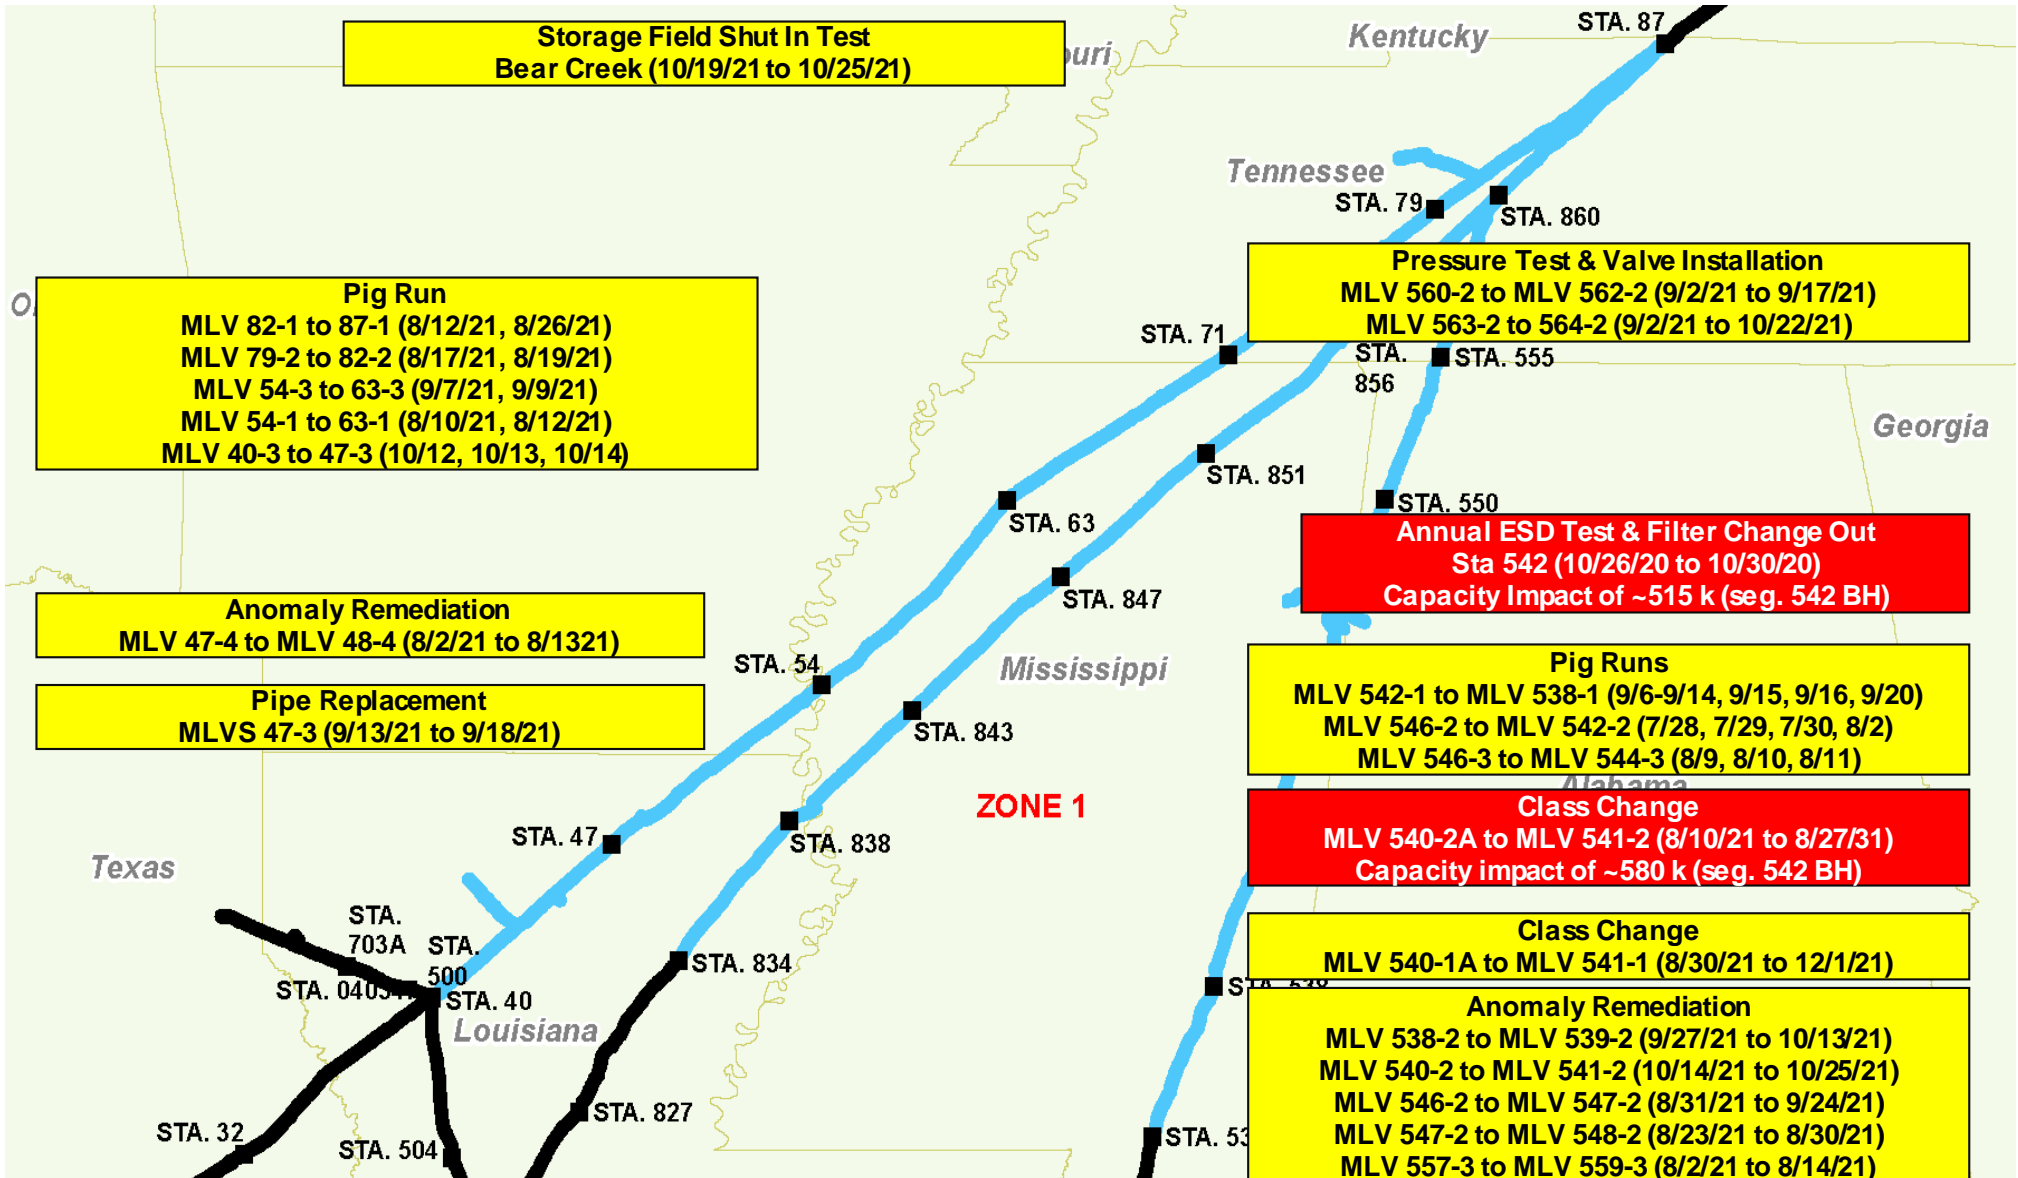 STA. 87
Kentucky
Storage Field Shut In Test
Bear Creek (10/19/21 to 10/25/21)
ouri
Tennessee
STA. 79
STA. 860
Pressure Test & Valve Installation
MLV 560-2 to MLV 562-2 (9/2/21 to 9/17/21)
MLV 563-2 to 564-2 (9/2/21 to 10/22/21)
Pig Run
MLV 82-1 to 87-1 (8/12/21, 8/26/21)
MLV 79-2 to 82-2 (8/17/21, 8/19/21)
MLV 54-3 to 63-3 (9/7/21, 9/9/21)
MLV 54-1 to 63-1 (8/10/21, 8/12/21)
MLV 40-3 to 47-3 (10/12, 10/13, 10/14)
STA. 71
STA.
856
STA. 555
Georgia
STA. 851
STA. 550
STA. 63
Annual ESD Test & Filter Change Out
Sta 542 (10/26/20 to 10/30/20)
Capacity Impact of ~515 k (seg. 542 BH)
STA. 847
Anomaly Remediation
MLV 47-4 to MLV 48-4 (8/2/21 to 8/1321)
STA. 54
Mississippi
Pig Runs
MLV 542-1 to MLV 538-1 (9/6-9/14, 9/15, 9/16, 9/20)
MLV 546-2 to MLV 542-2 (7/28, 7/29, 7/30, 8/2)
MLV 546-3 to MLV 544-3 (8/9, 8/10, 8/11)
Pipe Replacement
MLVS 47-3 (9/13/21 to 9/18/21)
STA. 843
Alabama
ZONE 1
Class Change
MLV 540-2A to MLV 541-2 (8/10/21 to 8/27/31)
Capacity impact of ~580 k (seg. 542 BH)
STA. 47
STA. 838
Texas
STA.
703A
STA.
500
STA. 834
Class Change
MLV 540-1A to MLV 541-1 (8/30/21 to 12/1/21)
STA. 40
STA. 538
Louisiana
Anomaly Remediation
MLV 538-2 to MLV 539-2 (9/27/21 to 10/13/21)
MLV 540-2 to MLV 541-2 (10/14/21 to 10/25/21)
MLV 546-2 to MLV 547-2 (8/31/21 to 9/24/21)
MLV 547-2 to MLV 548-2 (8/23/21 to 8/30/21)
MLV 557-3 to MLV 559-3 (8/2/21 to 8/14/21)
STA. 827
STA. 32
STA. 504
STA. 53